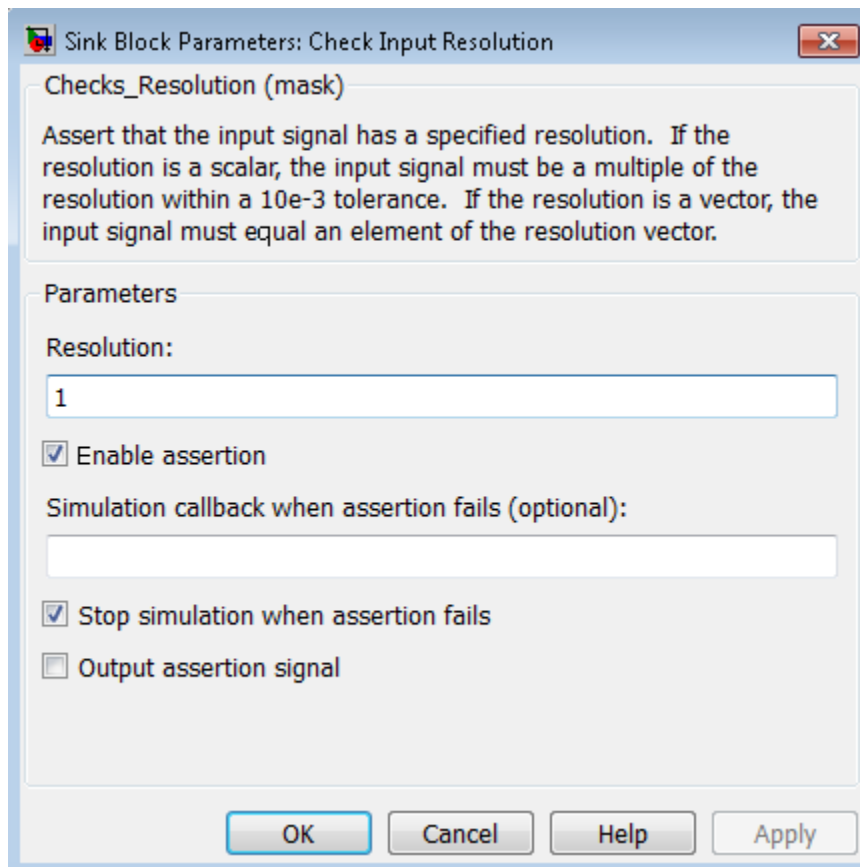 Sink Block Parameters: Check Input Resolution
Checks_Resolution (mask)
Assert that the input signal has a specified resolution.  If the
resolution is a scalar, the input signal must be a multiple of the
resolution within a 10e-3 tolerance.  If the resolution is a vector, the
input signal must equal an element of the resolution vector.
Parameters
Resolution:
1
Enable assertion
Simulation callback when assertion fails (optional):
Stop simulation when assertion fails
Output assertion signal
OK Cancel Help Apply